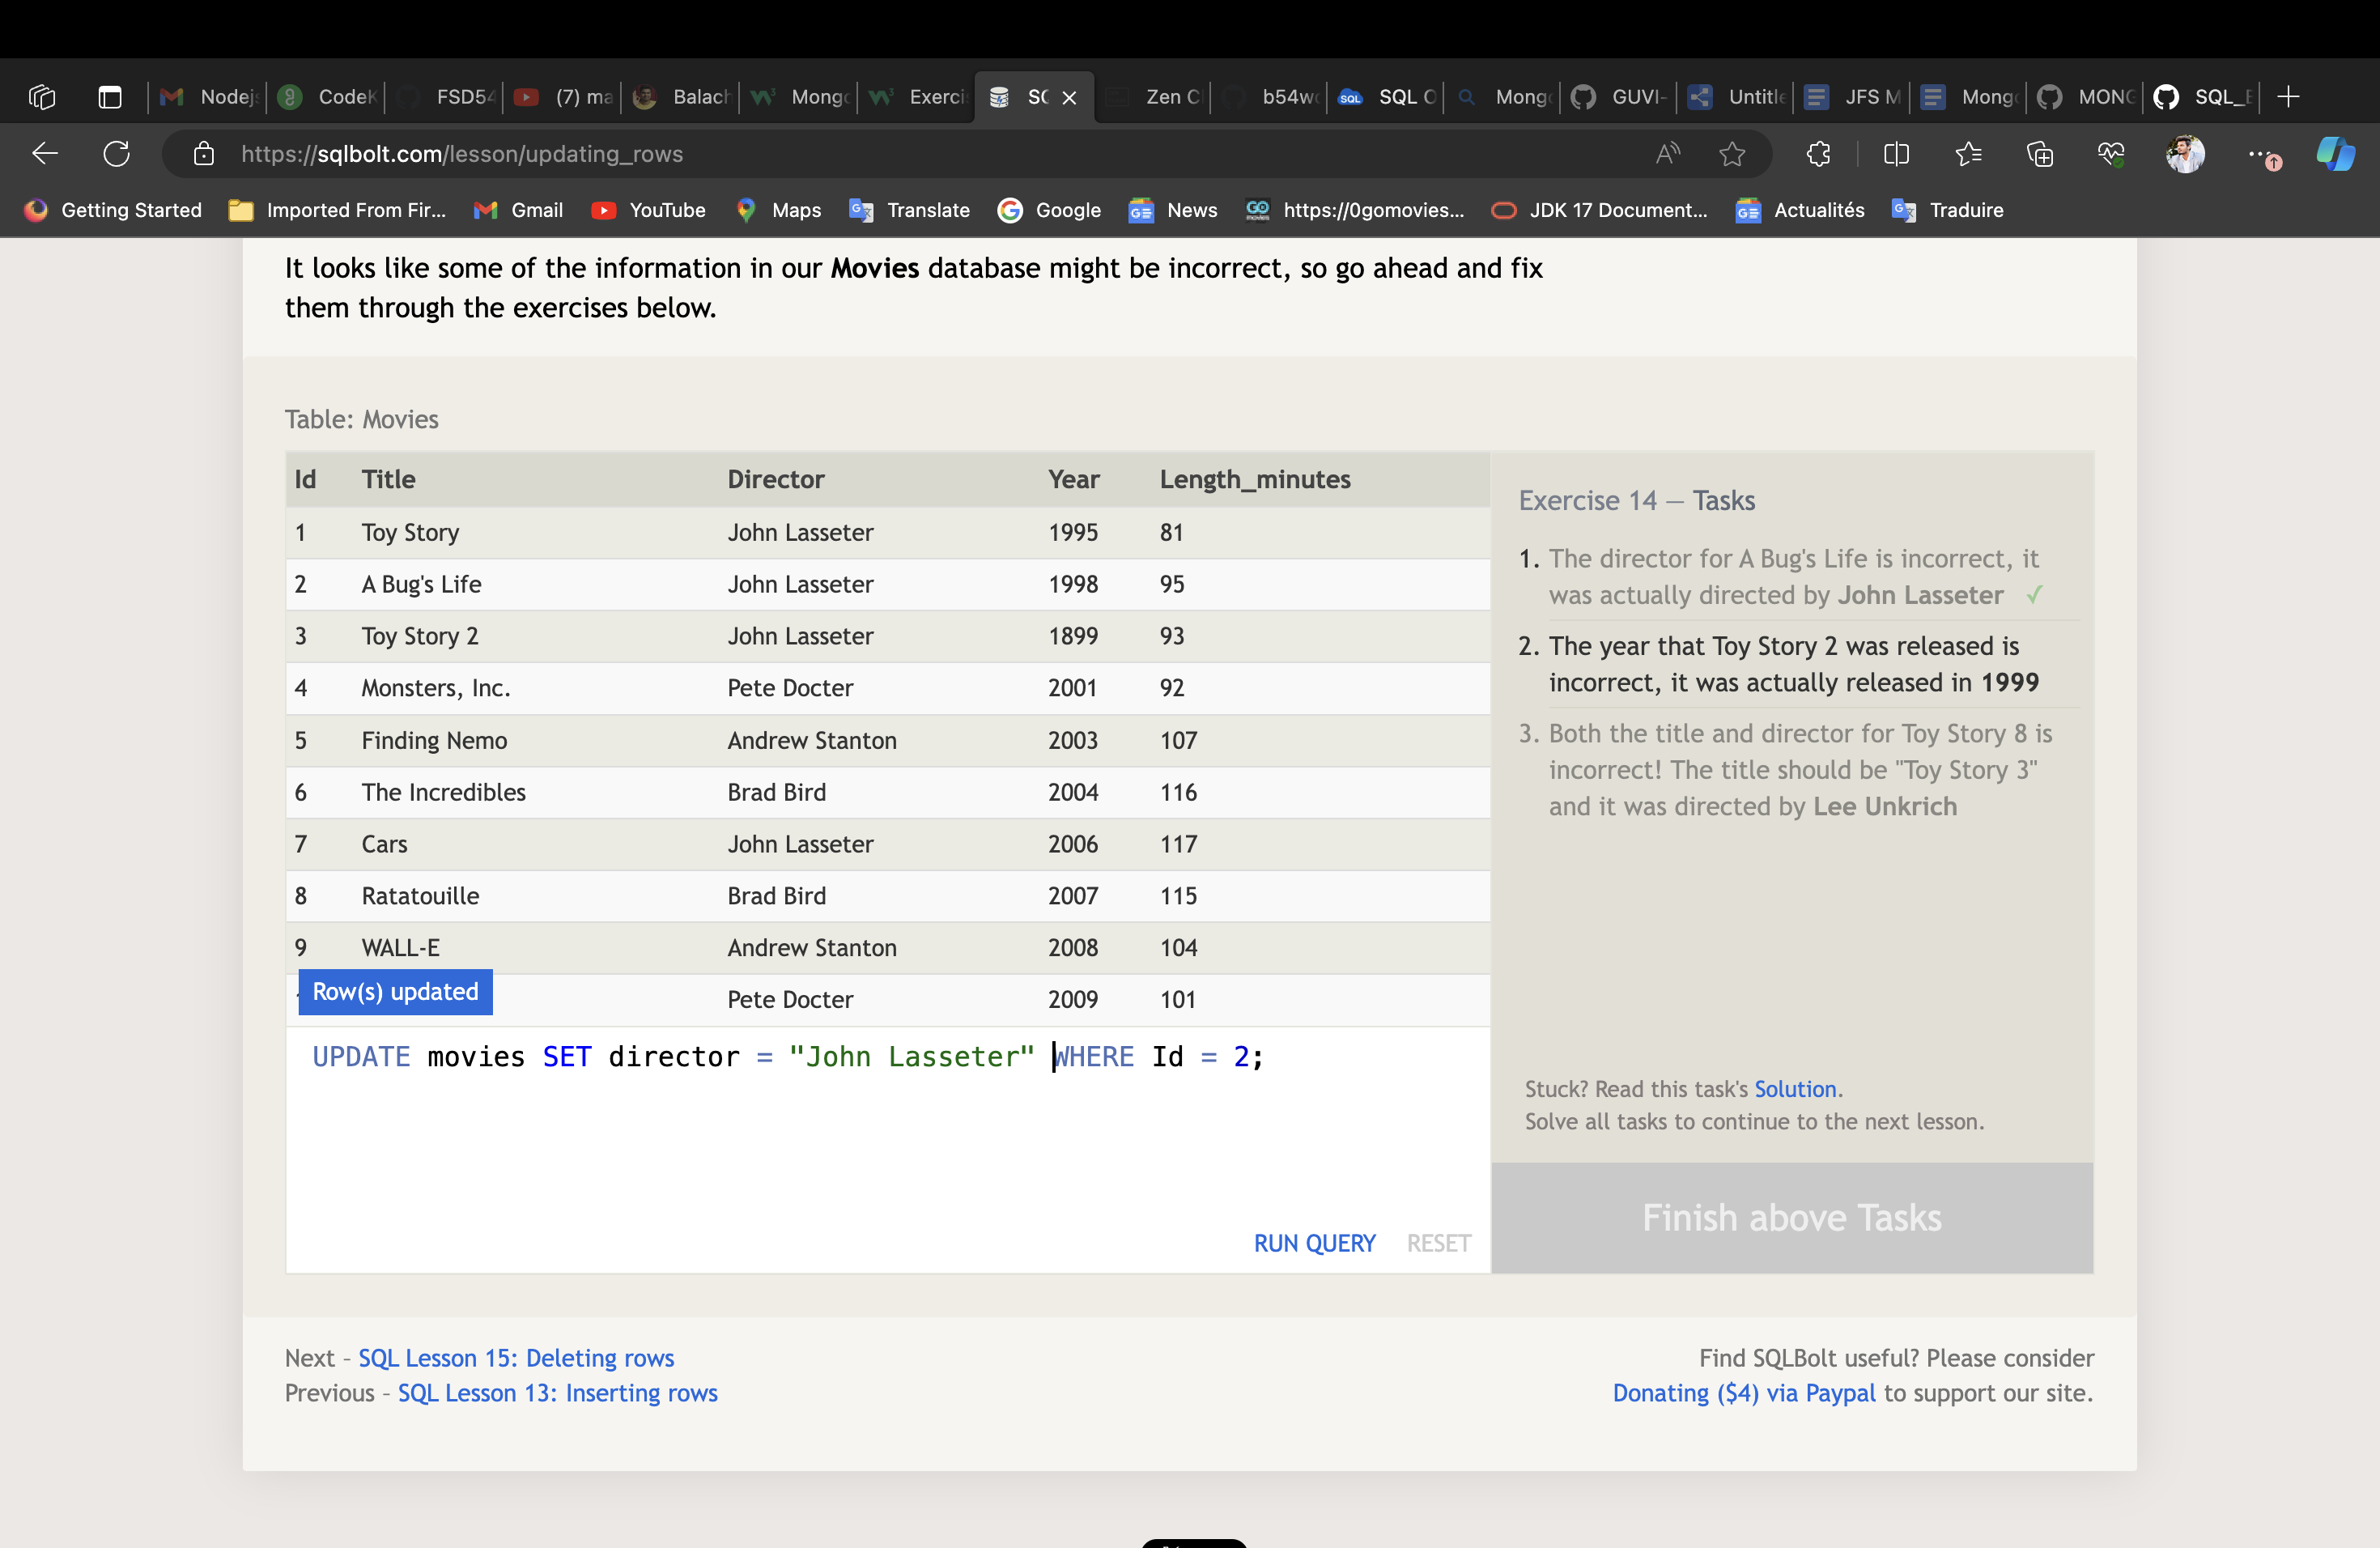 Nodejs
CodeK
FSD54
(7) ma
Balach
Mongo
Exerci
SQ
Zen C
b54w
SQL O
Mongo
GUVI-
Untitle
JFS M
Mongo
MONG
SQL_E
https://sqlbolt.com/lesson/updating_rows
Getting Started
Imported From Fir...
Gmail
YouTube
Maps
Translate
Google
News
https://0gomovies...
JDK 17 Document...
Actualités
Traduire
It looks like some of the information in our Movies database might be incorrect, so go ahead and fix
them through the exercises below.
Table: Movies
Id Title Director Year Length_minutes
1 Toy Story John Lasseter 1995 81
2 A Bug's Life John Lasseter 1998 95
3 Toy Story 2 John Lasseter 1899 93
4 Monsters, Inc. Pete Docter 2001 92
5 Finding Nemo Andrew Stanton 2003 107
6 The Incredibles Brad Bird 2004 116
7 Cars John Lasseter 2006 117
8 Ratatouille Brad Bird 2007 115
9 WALL-E Andrew Stanton 2008 104
Row(s) updated
Pete Docter 2009 101
UPDATE movies SET director = "John Lasseter" WHERE Id = 2;
RUN QUERY RESET
Exercise 14 — Tasks
1. The director for A Bug's Life is incorrect, it
was actually directed by John Lasseter ✓
2. The year that Toy Story 2 was released is
incorrect, it was actually released in 1999
3. Both the title and director for Toy Story 8 is
incorrect! The title should be "Toy Story 3"
and it was directed by Lee Unkrich
Stuck? Read this task's Solution.
Solve all tasks to continue to the next lesson.
Finish above Tasks
Next – SQL Lesson 15: Deleting rows
Previous – SQL Lesson 13: Inserting rows
Find SQLBolt useful? Please consider
Donating ($4) via Paypal to support our site.